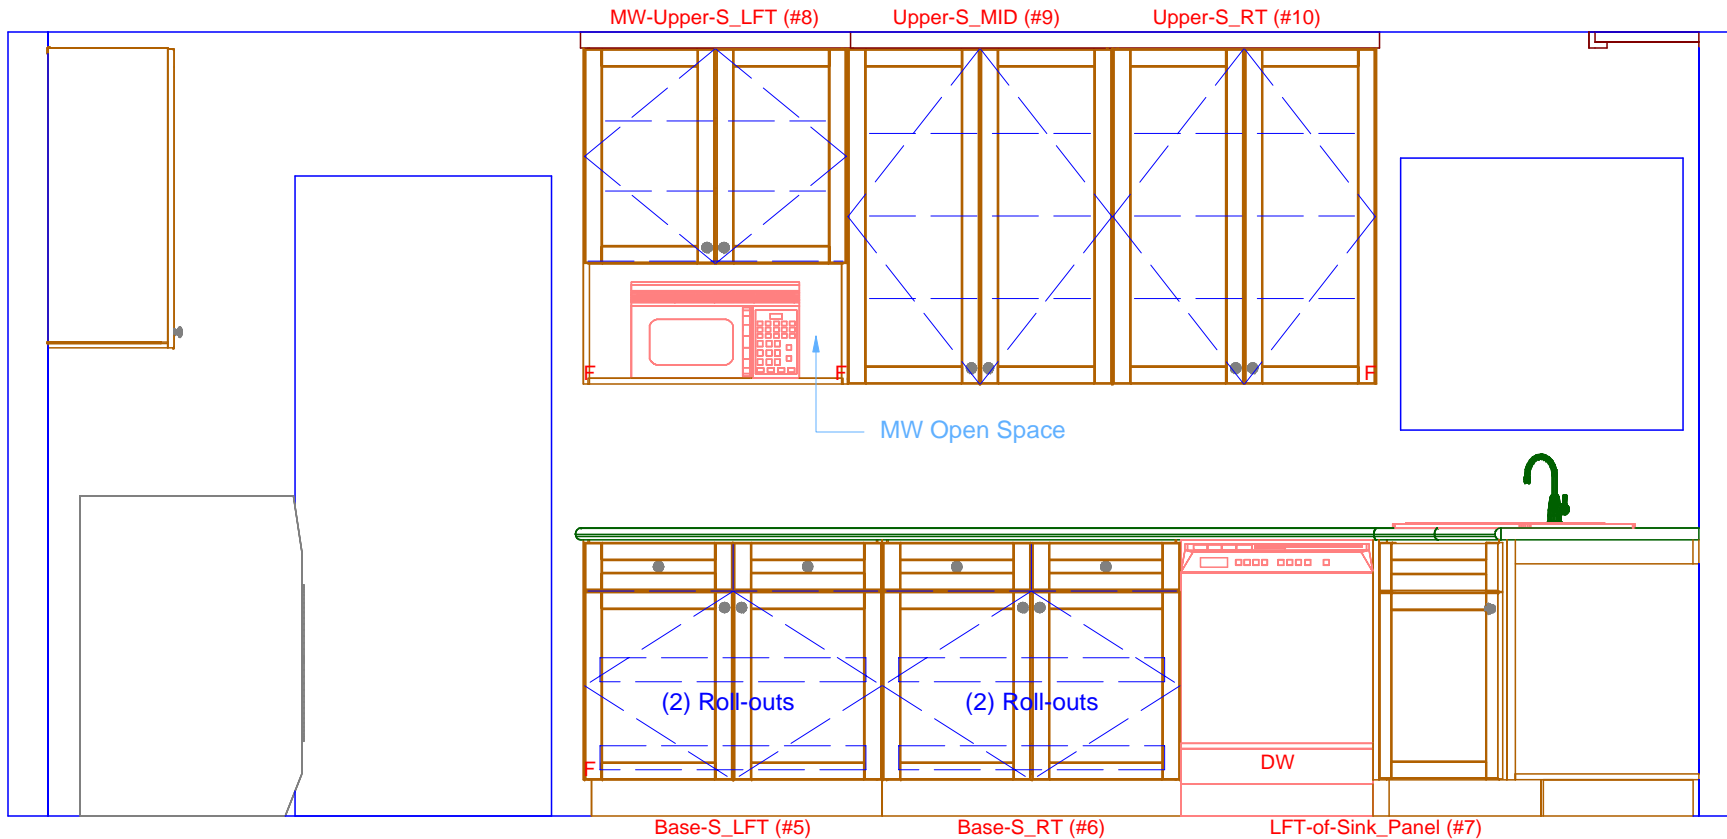 MW-Upper-S_LFT (#8) Upper-S_MID (#9) Upper-S_RT (#10)
F F F
MW Open Space
(2) Roll-outs (2) Roll-outs
F DW
Base-S_LFT (#5) Base-S_RT (#6) LFT-of-Sink_Panel (#7)